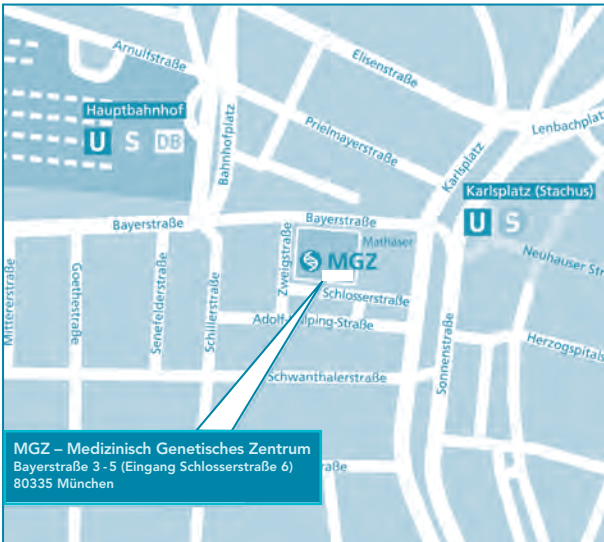 Arnulfstraße
Elisenstraße
Hauptbahnhof
U S DB
Bahnhofplatz
Prielmayerstraße
Lenbachplatz
Karlsplatz
Karlsplatz (Stachus)
U S
Bayerstraße
Bayerstraße
Mathäser
MGZ
Zweigstraße
Neuhauser Str
Schlosserstraße
Mittererstraße
Goethestraße
Senefelderstraße
Schillerstraße
Adolf-Kolping-Straße
Sonnenstraße
Herzogspitals
Schwanthalerstraße
MGZ – Medizinisch Genetisches Zentrum
Bayerstraße 3 - 5 (Eingang Schlosserstraße 6)
80335 München
raße